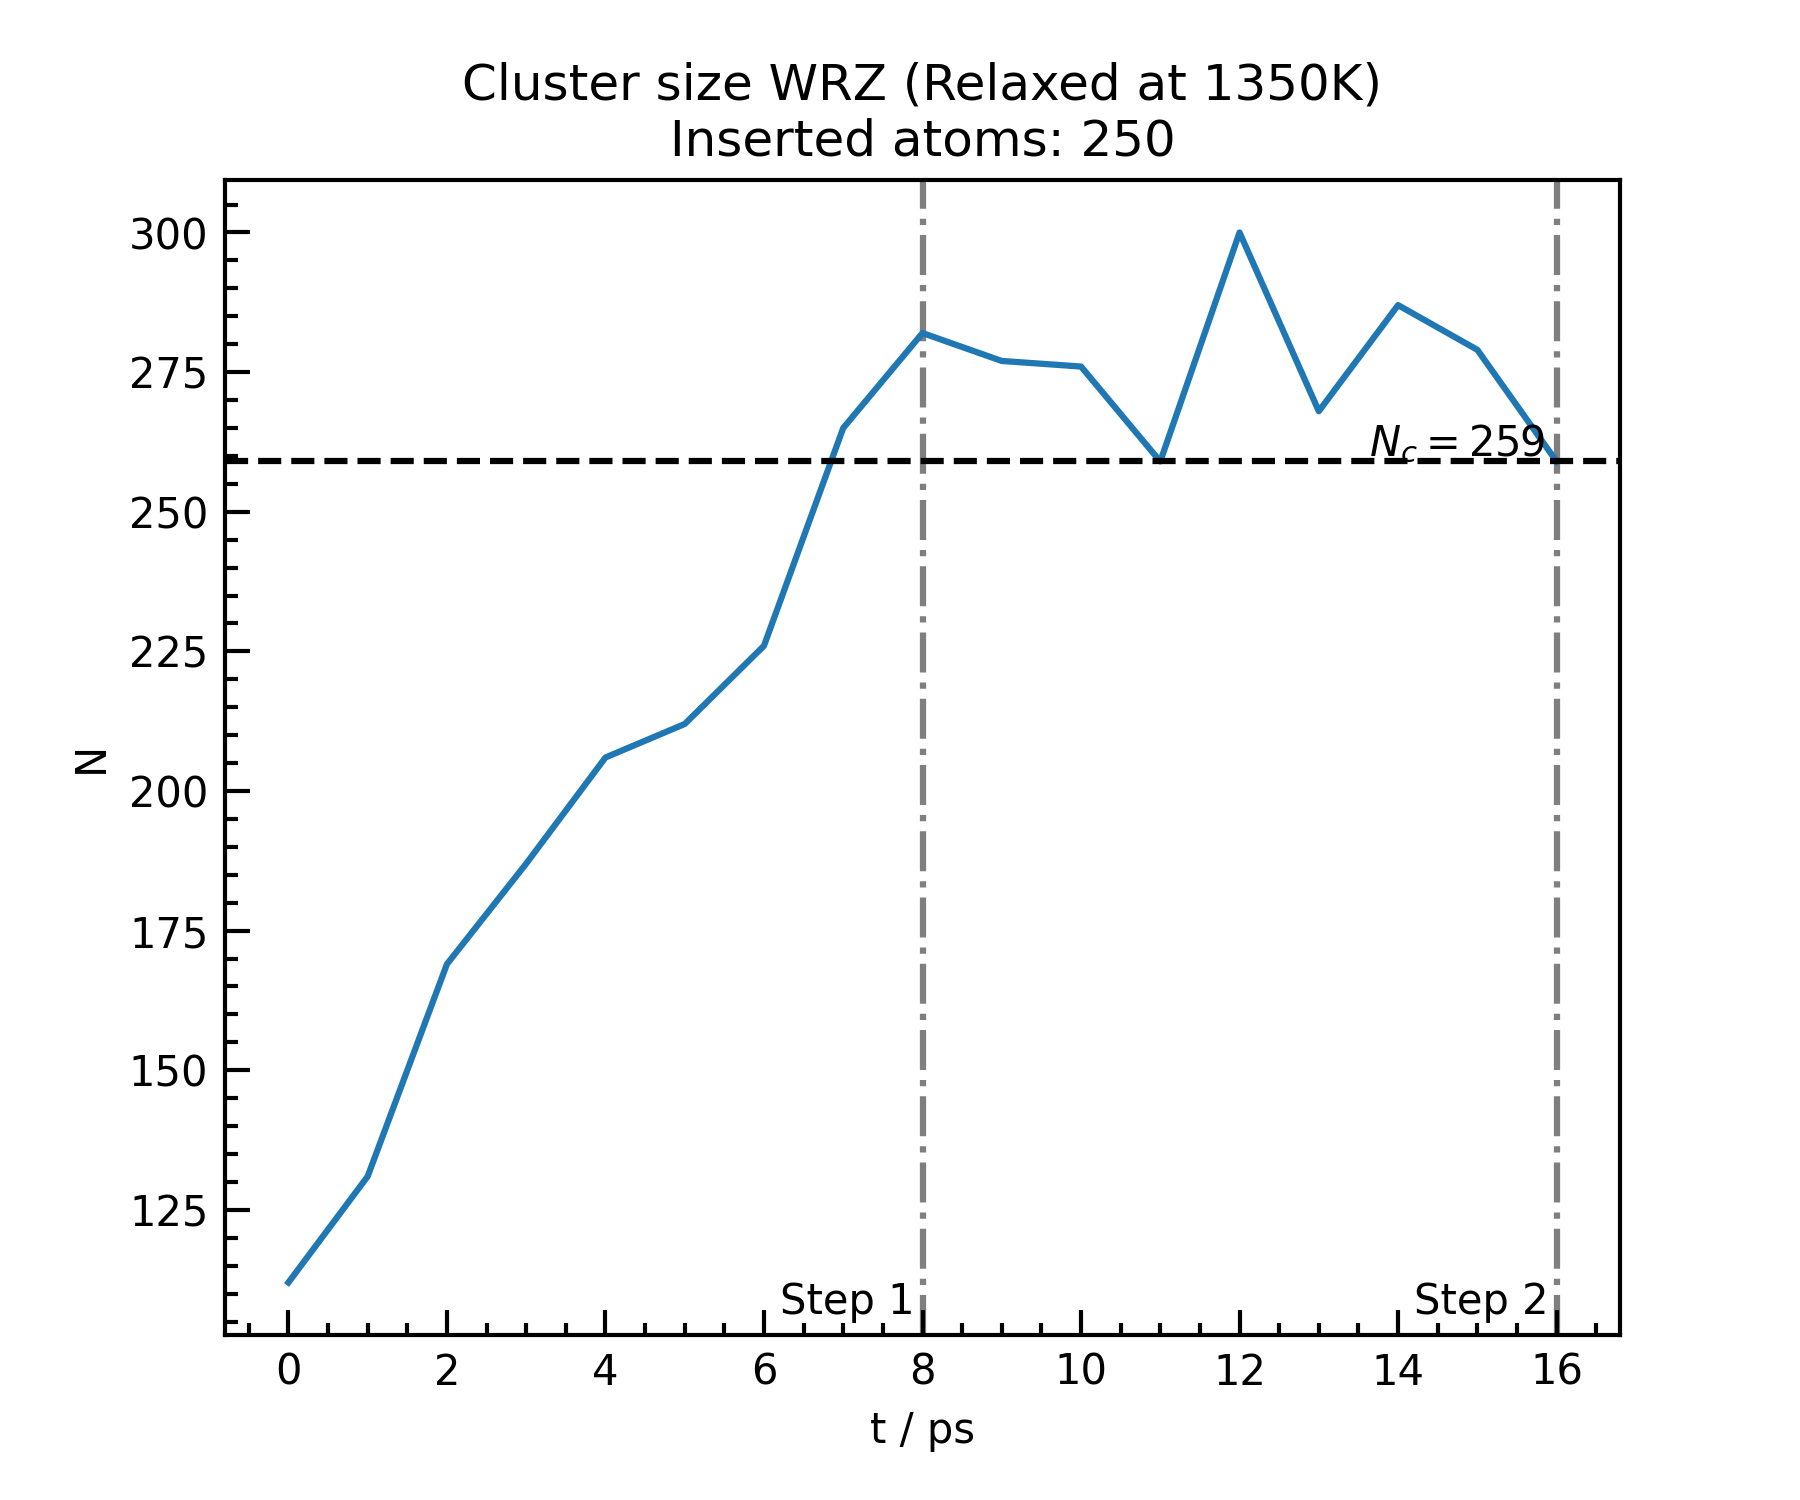 Cluster size WRZ (Relaxed at 1350K)
Inserted atoms: 250
300
275
250
225
200
175
150
125
N
N_c = 259
Step 1
Step 2
0 2 4 6 8 10 12 14 16
t / ps